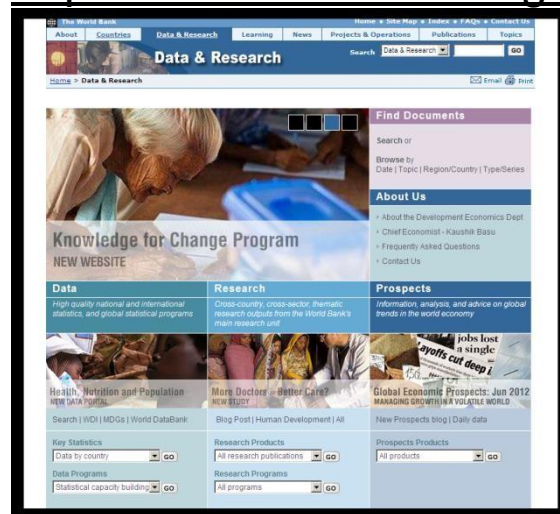 The World Bank
Home • Site Map • Index • FAQs • Contact Us
About Countries Data & Research Learning News Projects & Operations Publications Topics
Data & Research
Search Data & Research GO
Home > Data & Research
Email Print
Knowledge for Change Program
NEW WEBSITE
Find Documents
Search or
Browse by
Date | Topic | Region/Country | Type/Series
About Us
About the Development Economics Dept
Chief Economist - Kaushik Basu
Frequently Asked Questions
Contact Us
Data
High quality national and international
statistics, and global statistical programs
Research
Cross-country, cross-sector, thematic
research outputs from the World Bank's
main research unit
Prospects
Information, analysis, and advice on global
trends in the world economy
jobs lost
a single
layoffs cut deep i
Health, Nutrition and Population
NEW DATA PORTAL
More Doctors = Better Care?
NEW STUDY
Global Economic Prospects: Jun 2012
MANAGING GROWTH IN A VOLATILE WORLD
Search | WDI | MDGs | World DataBank
Blog Post | Human Development | All
New Prospects blog | Daily data
Key Statistics
Data by country GO
Data Programs
Statistical capacity building GO
Research Products
All research publications GO
Research Programs
All programs GO
Prospects Products
All products GO